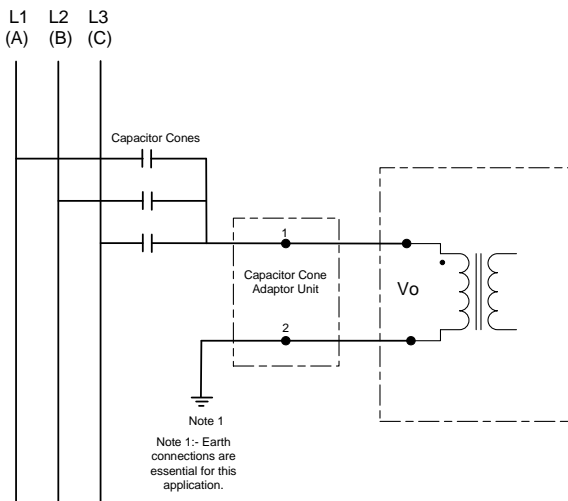 L1 L2 L3
(A) (B) (C)
Capacitor Cones
1
Capacitor Cone
Adaptor Unit
Vo
2
Note 1
Note 1:- Earth
connections are
essential for this
application.